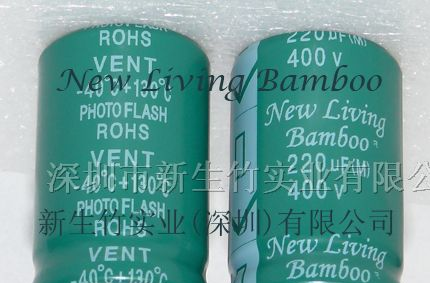 ROHS
VENT
-40℃+130℃
PHOTO FLASH
ROHS
VENT
-40℃+130℃
PHOTO FLASH
ROHS
VENT
-40℃+130℃
220μF(M)
400V
New Living
Bamboo
220μF(M)
400V
New Living
Bamboo
New Living Bamboo
深圳市新生竹实业有限公司
新生竹实业(深圳)有限公司